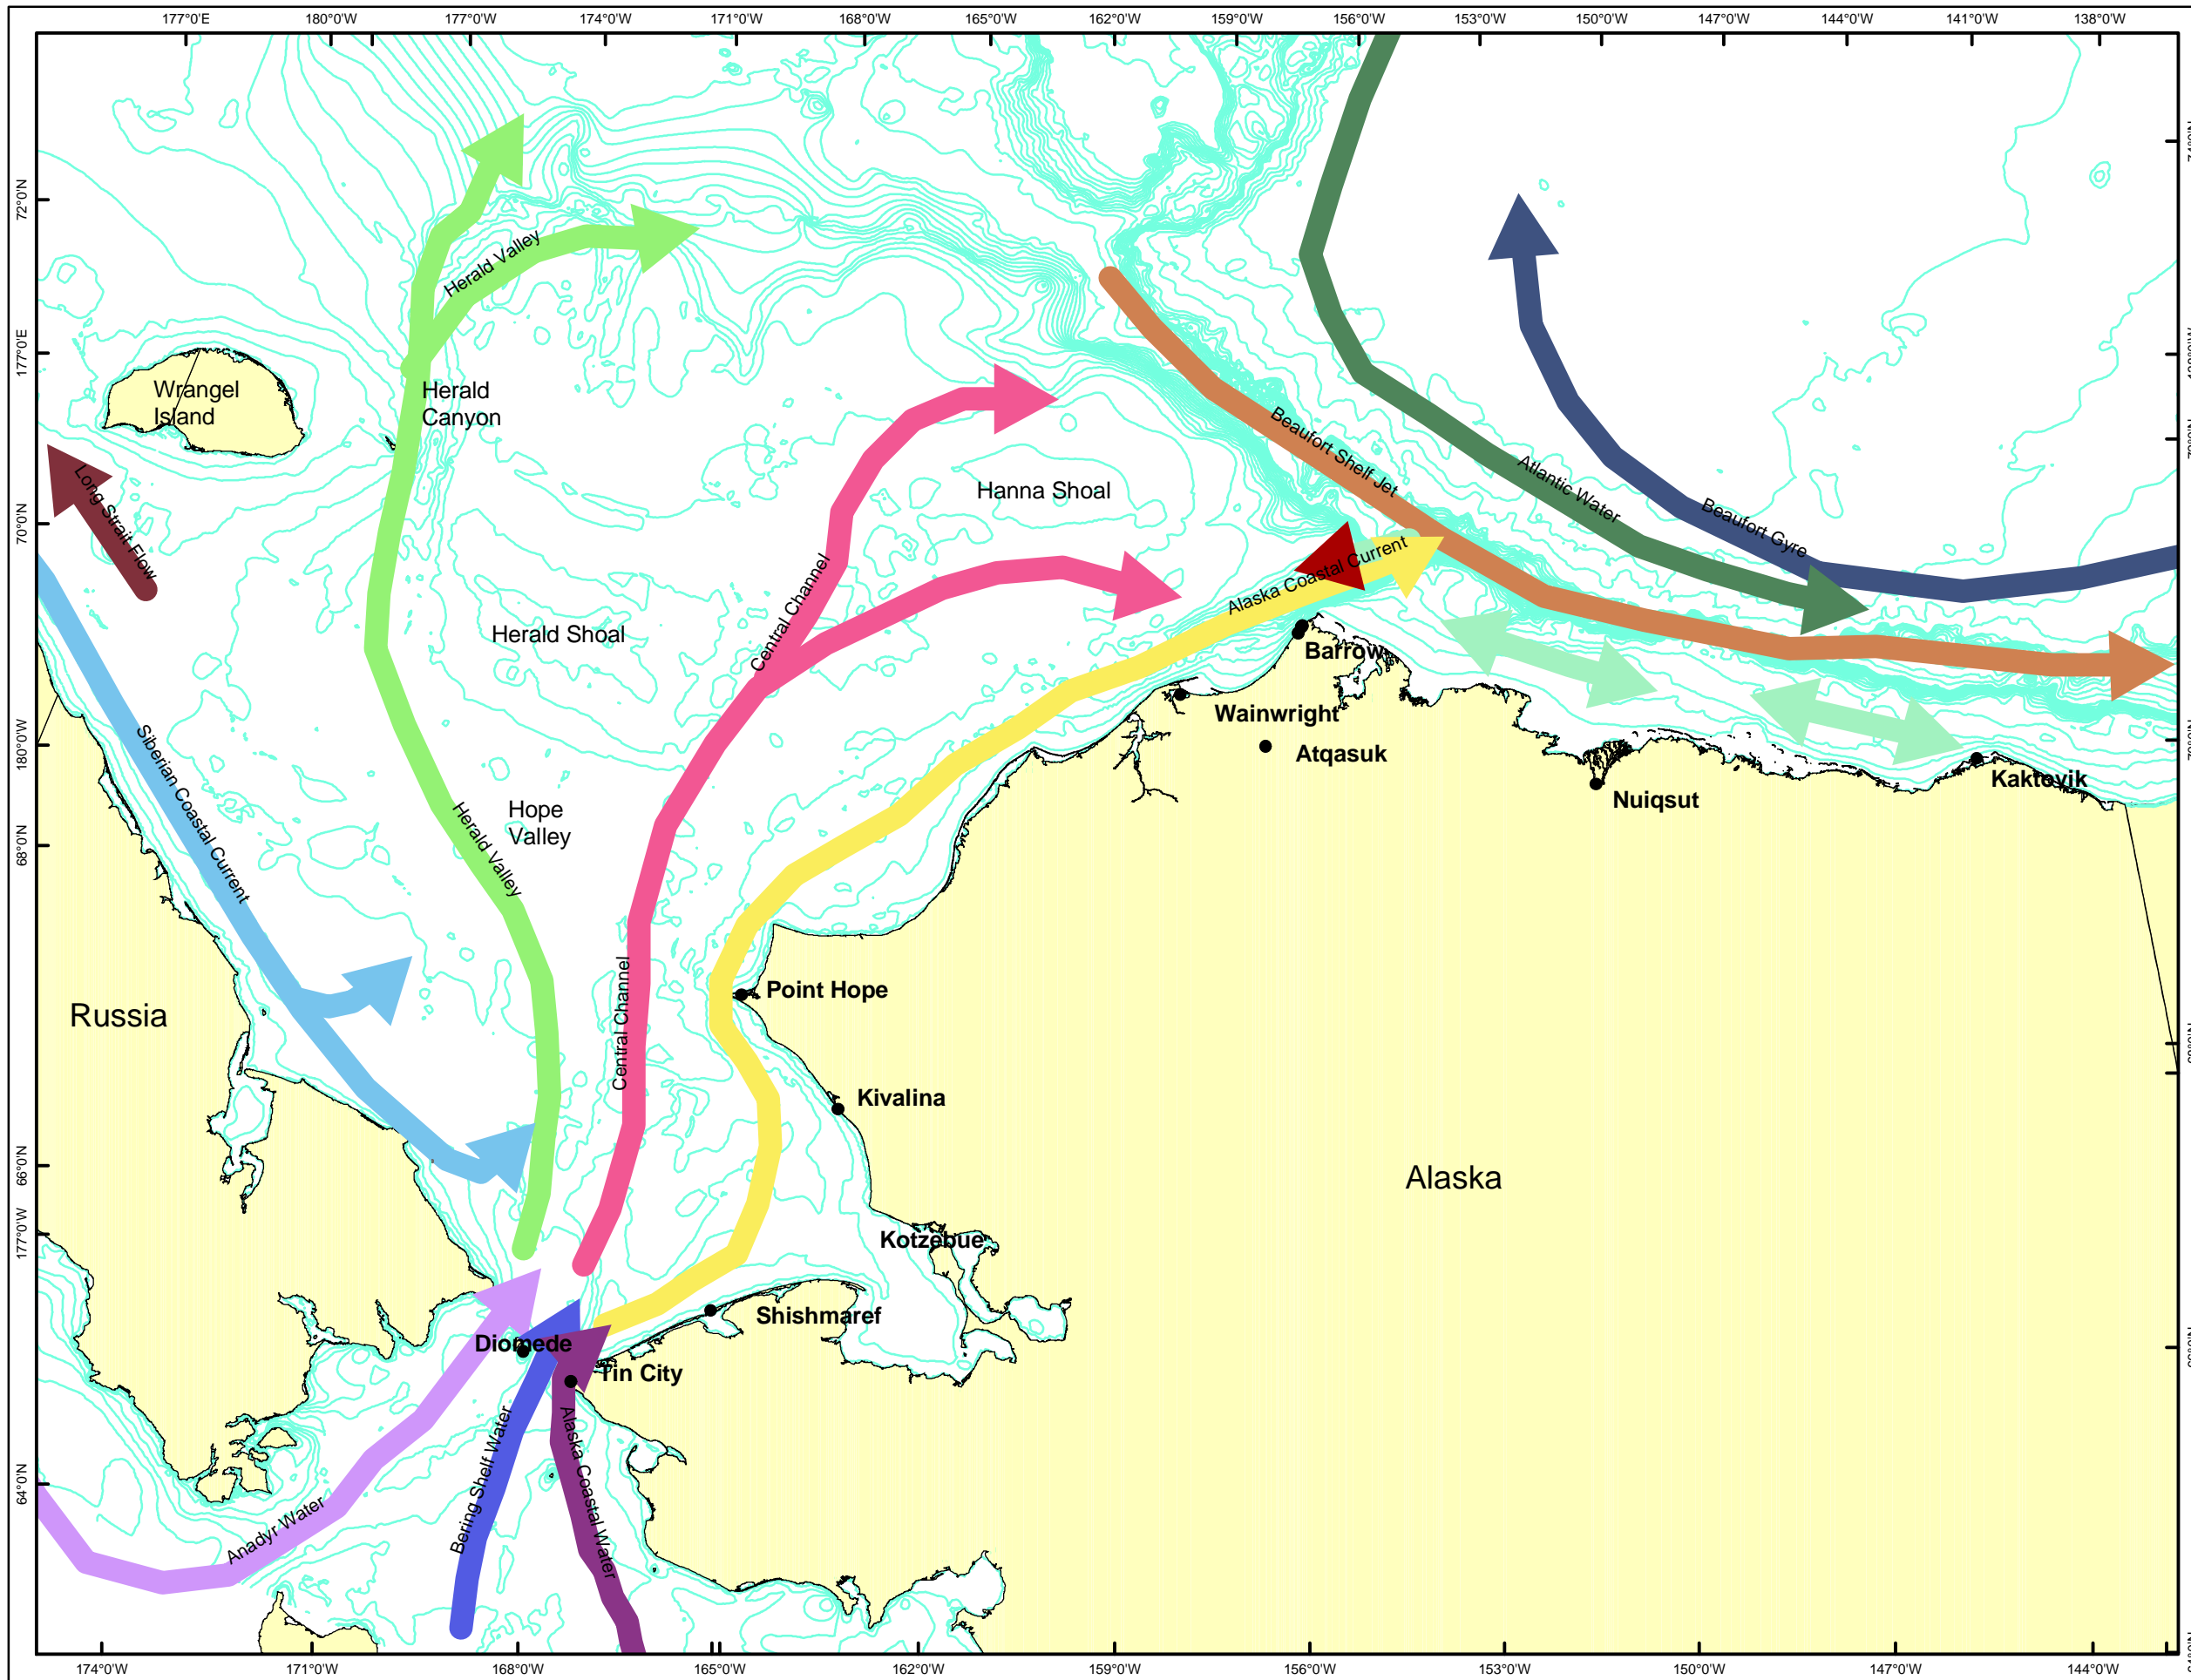 177°0'E 180°0'W 177°0'W 174°0'W 171°0'W 168°0'W 165°0'W 162°0'W 159°0'W 156°0'W 153°0'W 150°0'W 147°0'W 144°0'W 141°0'W 138°0'W
72°0'N
177°0'E
70°0'N
180°0'W
68°0'N
66°0'N
177°0'W
64°0'N
Herald Valley
Wrangel
Island
Herald
Canyon
Long Strait Flow
Hanna Shoal
Beaufort Shelf Jet
Atlantic Water
Beaufort Gyre
Alaska Coastal Current
Central Channel
Herald Shoal
Barrow
Wainwright
Atqasuk
Nuiqsut
Kaktovik
Siberian Coastal Current
Hope
Valley
Herald Valley
Russia
Point Hope
Central Channel
Kivalina
Alaska
Kotzebue
Shishmaref
Diomede
Tin City
Bering Shelf Water
Alaska Coastal Water
Anadyr Water
174°0'W 171°0'W 168°0'W 165°0'W 162°0'W 159°0'W 156°0'W 153°0'W 150°0'W 147°0'W 144°0'W